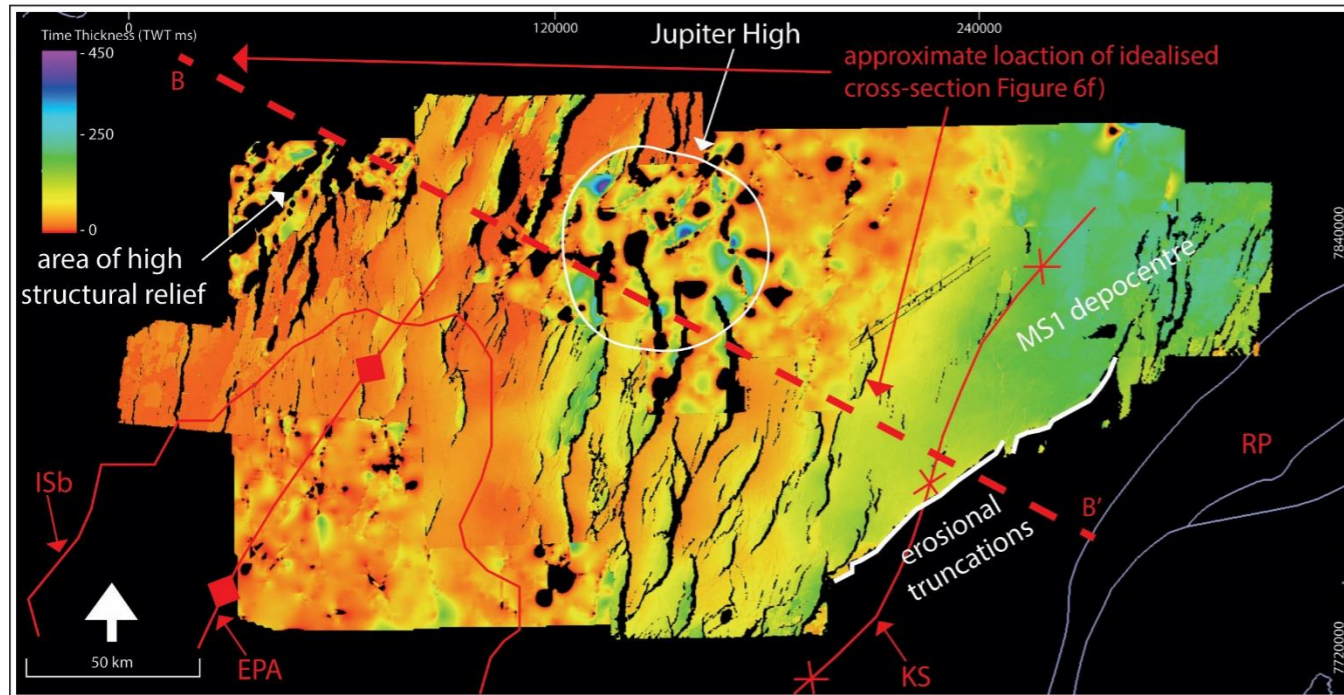 0
120000
240000
Time Thickness (TWT ms)
- 450
- 250
- 0
B
Jupiter High
approximate loaction of idealised
cross-section Figure 6f)
area of high
structural relief
MS1 depocentre
7840000
ISb
RP
B'
erosional
truncations
50 km
EPA
KS
7720000